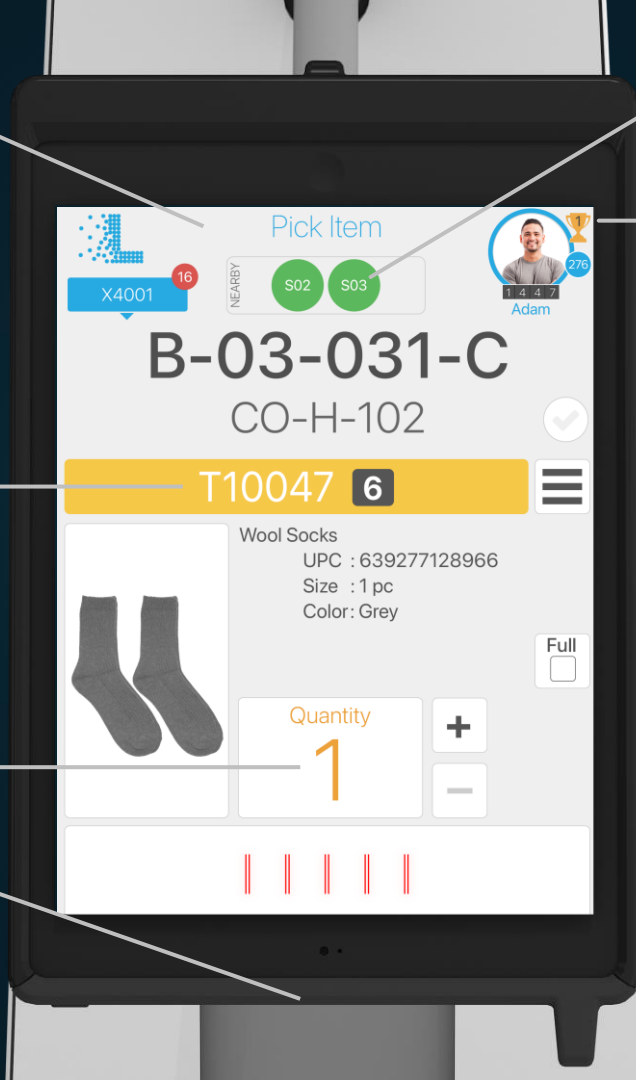 Pick Item
1
16
X4001
NEARBY
S02
S03
276
1 4 4 7
Adam
B-03-031-C
CO-H-102
T10047 6
Wool Socks
UPC : 639277128966
Size : 1 pc
Color: Grey
Full
Quantity
1
+
−